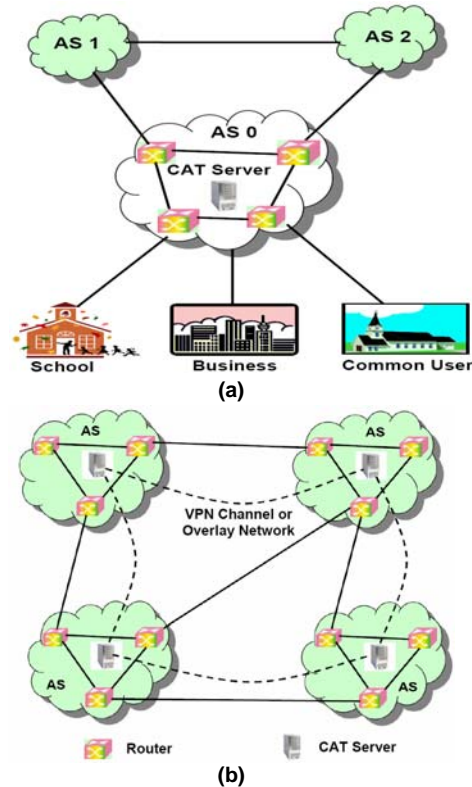 AS 1
AS 2
AS 0
CAT Server
School
Business
Common User
(a)
AS
AS
VPN Channel or
Overlay Network
AS
AS
Router
CAT Server
(b)